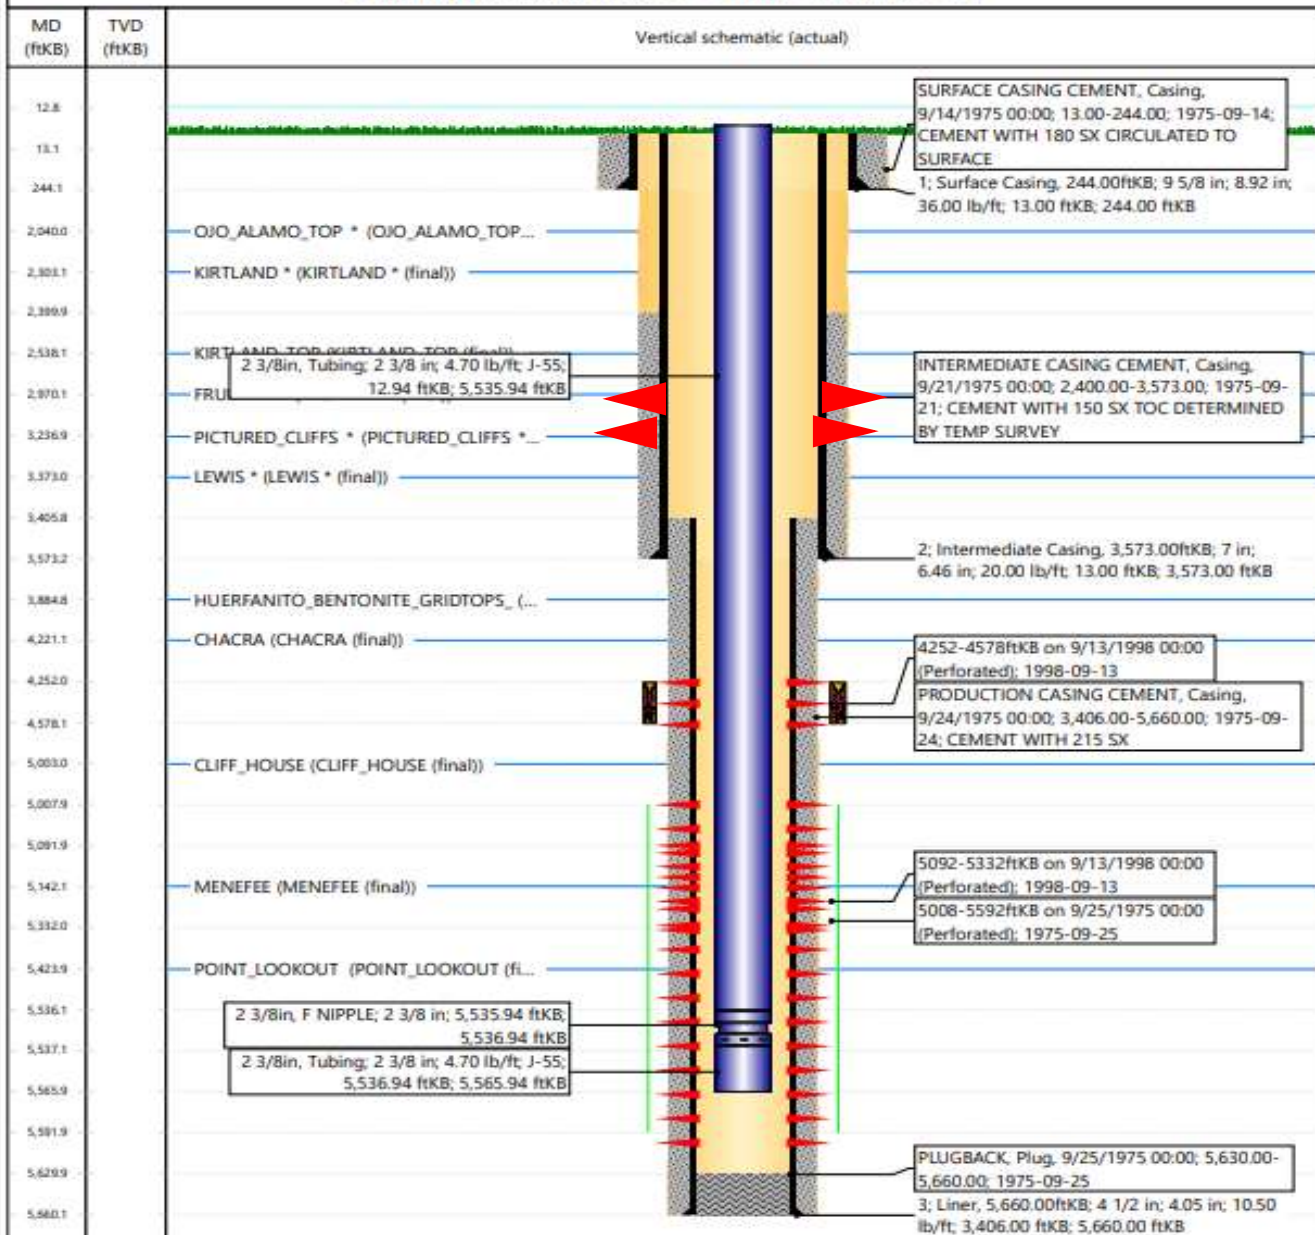 MD
(ftKB)
TVD
(ftKB)
Vertical schematic (actual)
12.8
13.1
244.1
2,040.0
2,303.1
2,399.9
2,538.1
2,970.1
3,236.9
3,373.0
3,405.8
3,573.2
3,884.8
4,221.1
4,252.0
4,578.1
5,003.0
5,007.9
5,091.9
5,142.1
5,332.0
5,423.9
5,536.1
5,537.1
5,565.9
5,591.9
5,629.9
5,660.1
OJO_ALAMO_TOP * (OJO_ALAMO_TOP...
KIRTLAND * (KIRTLAND * (final))
KIRTLAND_TOP (KIRTLAND_TOP (final))
2 3/8in, Tubing; 2 3/8 in; 4.70 lb/ft; J-55;
12.94 ftKB; 5,535.94 ftKB
PICTURED_CLIFFS * (PICTURED_CLIFFS *...
LEWIS * (LEWIS * (final))
HUERFANITO_BENTONITE_GRIDTOPS_ (...
CHACRA (CHACRA (final))
CLIFF_HOUSE (CLIFF_HOUSE (final))
MENEFEE (MENEFEE (final))
POINT_LOOKOUT (POINT_LOOKOUT (fi...
2 3/8in, F NIPPLE; 2 3/8 in; 5,535.94 ftKB;
5,536.94 ftKB
2 3/8in, Tubing; 2 3/8 in; 4.70 lb/ft; J-55;
5,536.94 ftKB; 5,565.94 ftKB
SURFACE CASING CEMENT, Casing,
9/14/1975 00:00; 13.00-244.00; 1975-09-14;
CEMENT WITH 180 SX CIRCULATED TO
SURFACE
1; Surface Casing, 244.00ftKB; 9 5/8 in; 8.92 in;
36.00 lb/ft; 13.00 ftKB; 244.00 ftKB
INTERMEDIATE CASING CEMENT, Casing,
9/21/1975 00:00; 2,400.00-3,573.00; 1975-09-
21; CEMENT WITH 150 SX TOC DETERMINED
BY TEMP SURVEY
2; Intermediate Casing, 3,573.00ftKB; 7 in;
6.46 in; 20.00 lb/ft; 13.00 ftKB; 3,573.00 ftKB
4252-4578ftKB on 9/13/1998 00:00
(Perforated); 1998-09-13
PRODUCTION CASING CEMENT, Casing,
9/24/1975 00:00; 3,406.00-5,660.00; 1975-09-
24; CEMENT WITH 215 SX
5092-5332ftKB on 9/13/1998 00:00
(Perforated); 1998-09-13
5008-5592ftKB on 9/25/1975 00:00
(Perforated); 1975-09-25
PLUGBACK, Plug, 9/25/1975 00:00; 5,630.00-
5,660.00; 1975-09-25
3; Liner, 5,660.00ftKB; 4 1/2 in; 4.05 in; 10.50
lb/ft; 3,406.00 ftKB; 5,660.00 ftKB